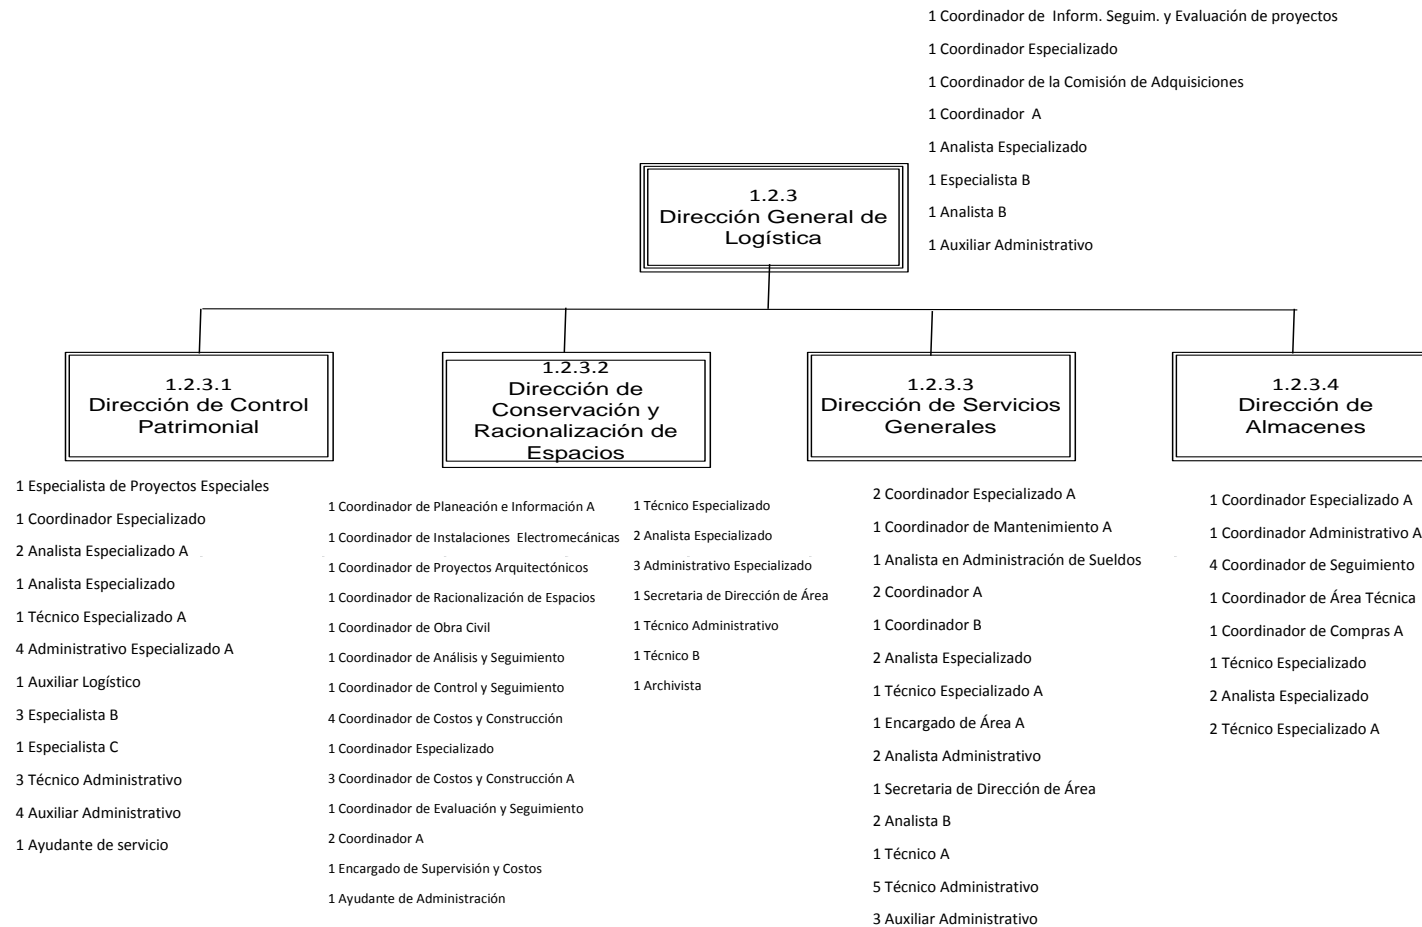 1 Coordinador de Inform. Seguim. y Evaluación de proyectos
1 Coordinador Especializado
1 Coordinador de la Comisión de Adquisiciones
1 Coordinador A
1 Analista Especializado
1 Especialista B
1 Analista B
1 Auxiliar Administrativo
1.2.3
Dirección General de
Logística
1.2.3.1
Dirección de Control
Patrimonial
1 Especialista de Proyectos Especiales
1 Coordinador Especializado
2 Analista Especializado A
1 Analista Especializado
1 Técnico Especializado A
4 Administrativo Especializado A
1 Auxiliar Logístico
3 Especialista B
1 Especialista C
3 Técnico Administrativo
4 Auxiliar Administrativo
1 Ayudante de servicio
1.2.3.2
Dirección de
Conservación y
Racionalización de
Espacios
1 Coordinador de Planeación e Información A
1 Coordinador de Instalaciones Electromecánicas
1 Coordinador de Proyectos Arquitectónicos
1 Coordinador de Racionalización de Espacios
1 Coordinador de Obra Civil
1 Coordinador de Análisis y Seguimiento
1 Coordinador de Control y Seguimiento
4 Coordinador de Costos y Construcción
1 Coordinador Especializado
3 Coordinador de Costos y Construcción A
1 Coordinador de Evaluación y Seguimiento
2 Coordinador A
1 Encargado de Supervisión y Costos
1 Ayudante de Administración
1 Técnico Especializado
2 Analista Especializado
3 Administrativo Especializado
1 Secretaria de Dirección de Área
1 Técnico Administrativo
1 Técnico B
1 Archivista
1.2.3.3
Dirección de Servicios
Generales
2 Coordinador Especializado A
1 Coordinador de Mantenimiento A
1 Analista en Administración de Sueldos
2 Coordinador A
1 Coordinador B
2 Analista Especializado
1 Técnico Especializado A
1 Encargado de Área A
2 Analista Administrativo
1 Secretaria de Dirección de Área
2 Analista B
1 Técnico A
5 Técnico Administrativo
3 Auxiliar Administrativo
1.2.3.4
Dirección de
Almacenes
1 Coordinador Especializado A
1 Coordinador Administrativo A
4 Coordinador de Seguimiento
1 Coordinador de Área Técnica
1 Coordinador de Compras A
1 Técnico Especializado
2 Analista Especializado
2 Técnico Especializado A